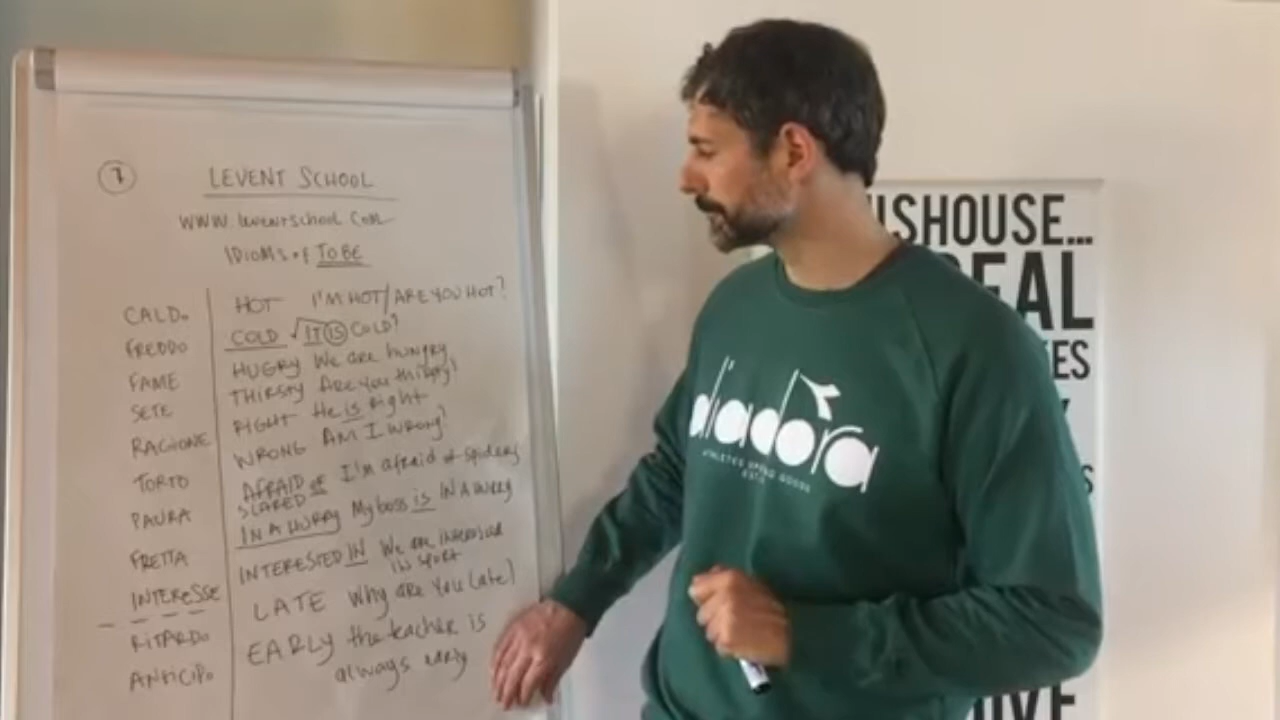 7
LEVENT SCHOOL
WWW.leventschool.Com
IDIOMS of TO BE
CALDO HOT I'M HOT/ARE YOU HOT?
FREDDO COLD IT IS COLD?
FAME HUGRY We are hungry
SETE THIRSTY Are you thirsty?
RAGIONE RIGHT He is right
TORTO WRONG AM I WRONG?
PAURA AFRAID of I'm afraid of spiders
SCARED
FRETTA IN A HURRY My boss is IN A HURRY
INTERESSE INTERESTED IN We are interested
in sport
RITARDO LATE Why are you late?
ANTICIPO EARLY the teacher is
always early
diadora
ATHLETES GOODS
HISHOUSE...
EAL
KES